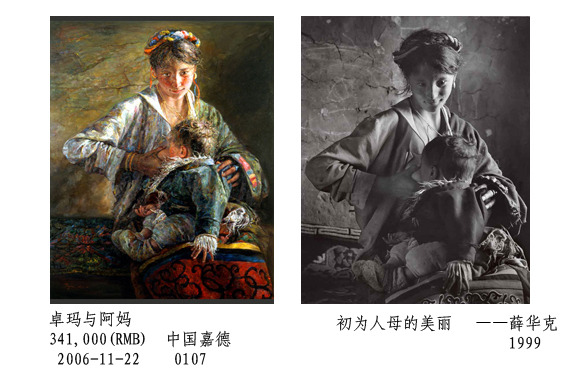 卓玛与阿妈
341,000(RMB) 中国嘉德
2006-11-22 0107
初为人母的美丽 ——薛华克
1999